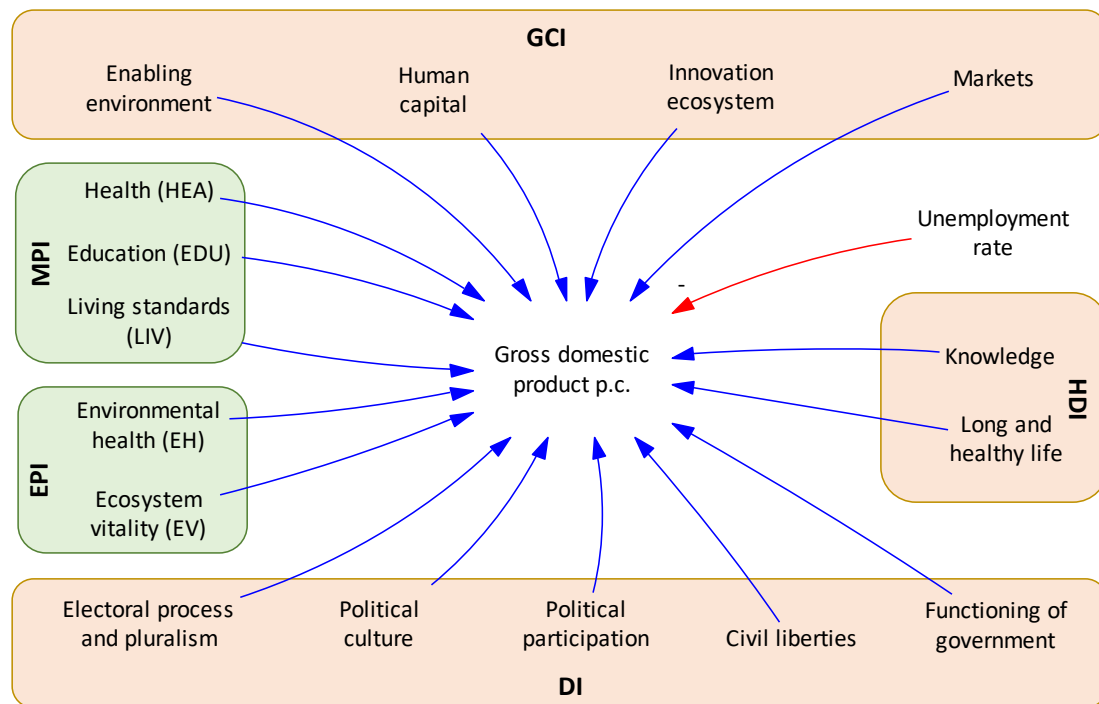 GCI
Enabling
environment
Human
capital
Innovation
ecosystem
Markets
MPI
Health (HEA)
Education (EDU)
Living standards
(LIV)
Unemployment
rate
-
Gross domestic
product p.c.
Knowledge
Long and
healthy life
HDI
EPI
Environmental
health (EH)
Ecosystem
vitality (EV)
Electoral process
and pluralism
Political
culture
Political
participation
Civil liberties
Functioning of
government
DI